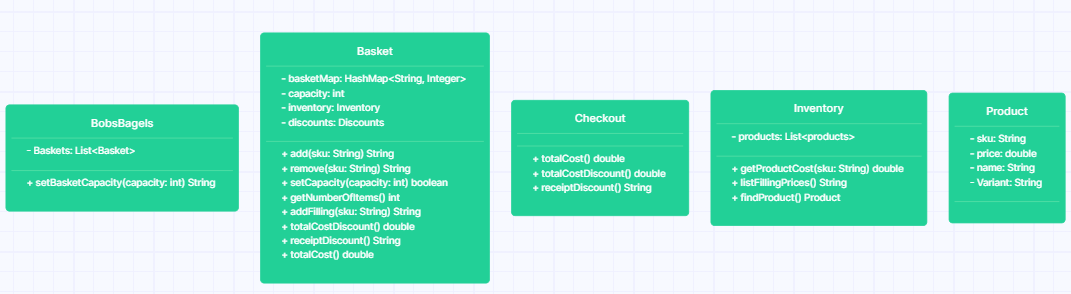 BobsBagels
- Baskets: List<Basket>
+ setBasketCapacity(capacity: int) String
Basket
- basketMap: HashMap<String, Integer>
- capacity: int
- inventory: Inventory
- discounts: Discounts
+ add(sku: String) String
+ remove(sku: String) String
+ setCapacity(capacity: int) boolean
+ getNumberOfItems() int
+ addFilling(sku: String) String
+ totalCostDiscount() double
+ receiptDiscount() String
+ totalCost() double
Checkout
+ totalCost() double
+ totalCostDiscount() double
+ receiptDiscount() String
Inventory
- products: List<products>
+ getProductCost(sku: String) double
+ listFillingPrices() String
+ findProduct() Product
Product
- sku: String
- price: double
- name: String
- Variant: String